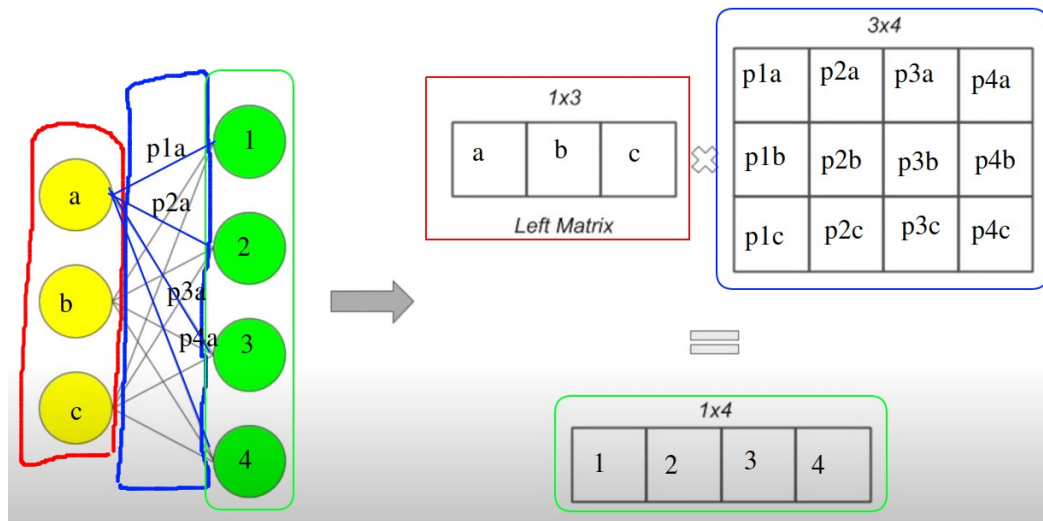 a
b
c
p1a
p2a
p3a
p4a
1
2
3
4
1x3
a b c
Left Matrix
3x4
p1a p2a p3a p4a
p1b p2b p3b p4b
p1c p2c p3c p4c
1x4
1 2 3 4